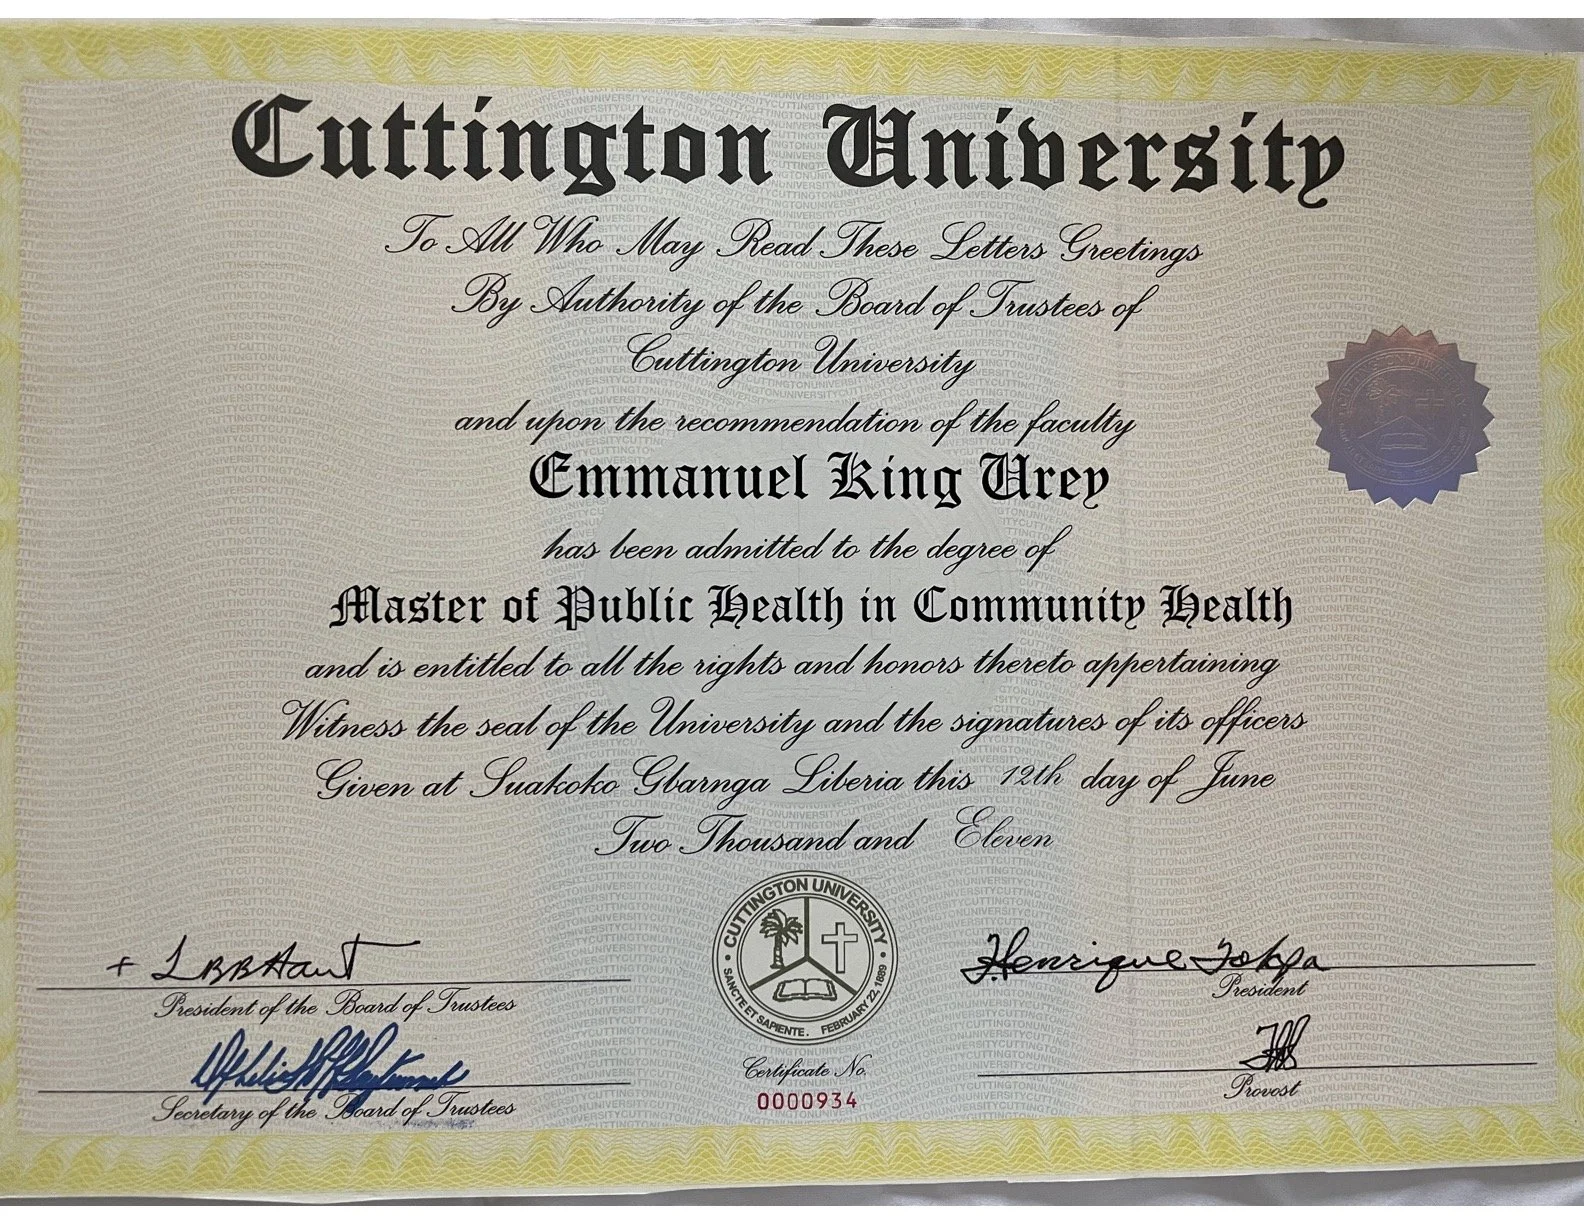 Cuttington University
To All Who May Read These Letters Greetings
By Authority of the Board of Trustees of
Cuttington University
and upon the recommendation of the faculty
Emmanuel King Urey
has been admitted to the degree of
Master of Public Health in Community Health
and is entitled to all the rights and honors thereto appertaining
Witness the seal of the University and the signatures of its officers
Given at Suakoko Gbarnga Liberia this 12th day of June
Two Thousand and Eleven
President of the Board of Trustees
Secretary of the Board of Trustees
CUTTINGTON UNIVERSITY
SANCTE ET SAPIENTE. FEBRUARY 22, 1889
Certificate No.
0000934
Henrique Tokpa
President
Provost